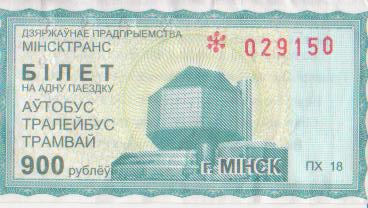 ДЗЯРЖАЎНАЕ ПРАДПРЫЕМСТВА
МІНСКТРАНС
029150
БІЛЕТ
НА АДНУ ПАЕЗДКУ
АЎТОБУС
ТРАЛЕЙБУС
ТРАМВАЙ
900 рублёў
г. МІНСК
ПХ 18